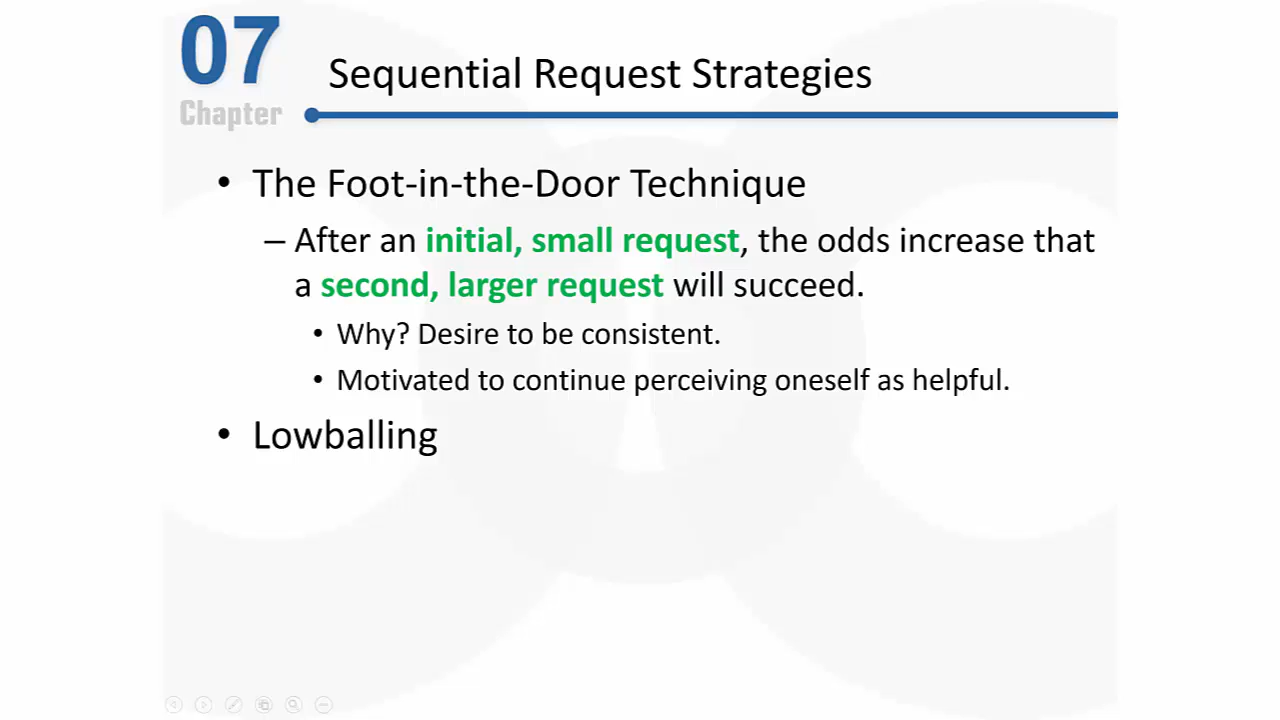 07
Chapter
Sequential Request Strategies
• The Foot-in-the-Door Technique
– After an initial, small request, the odds increase that
a second, larger request will succeed.
• Why? Desire to be consistent.
• Motivated to continue perceiving oneself as helpful.
• Lowballing